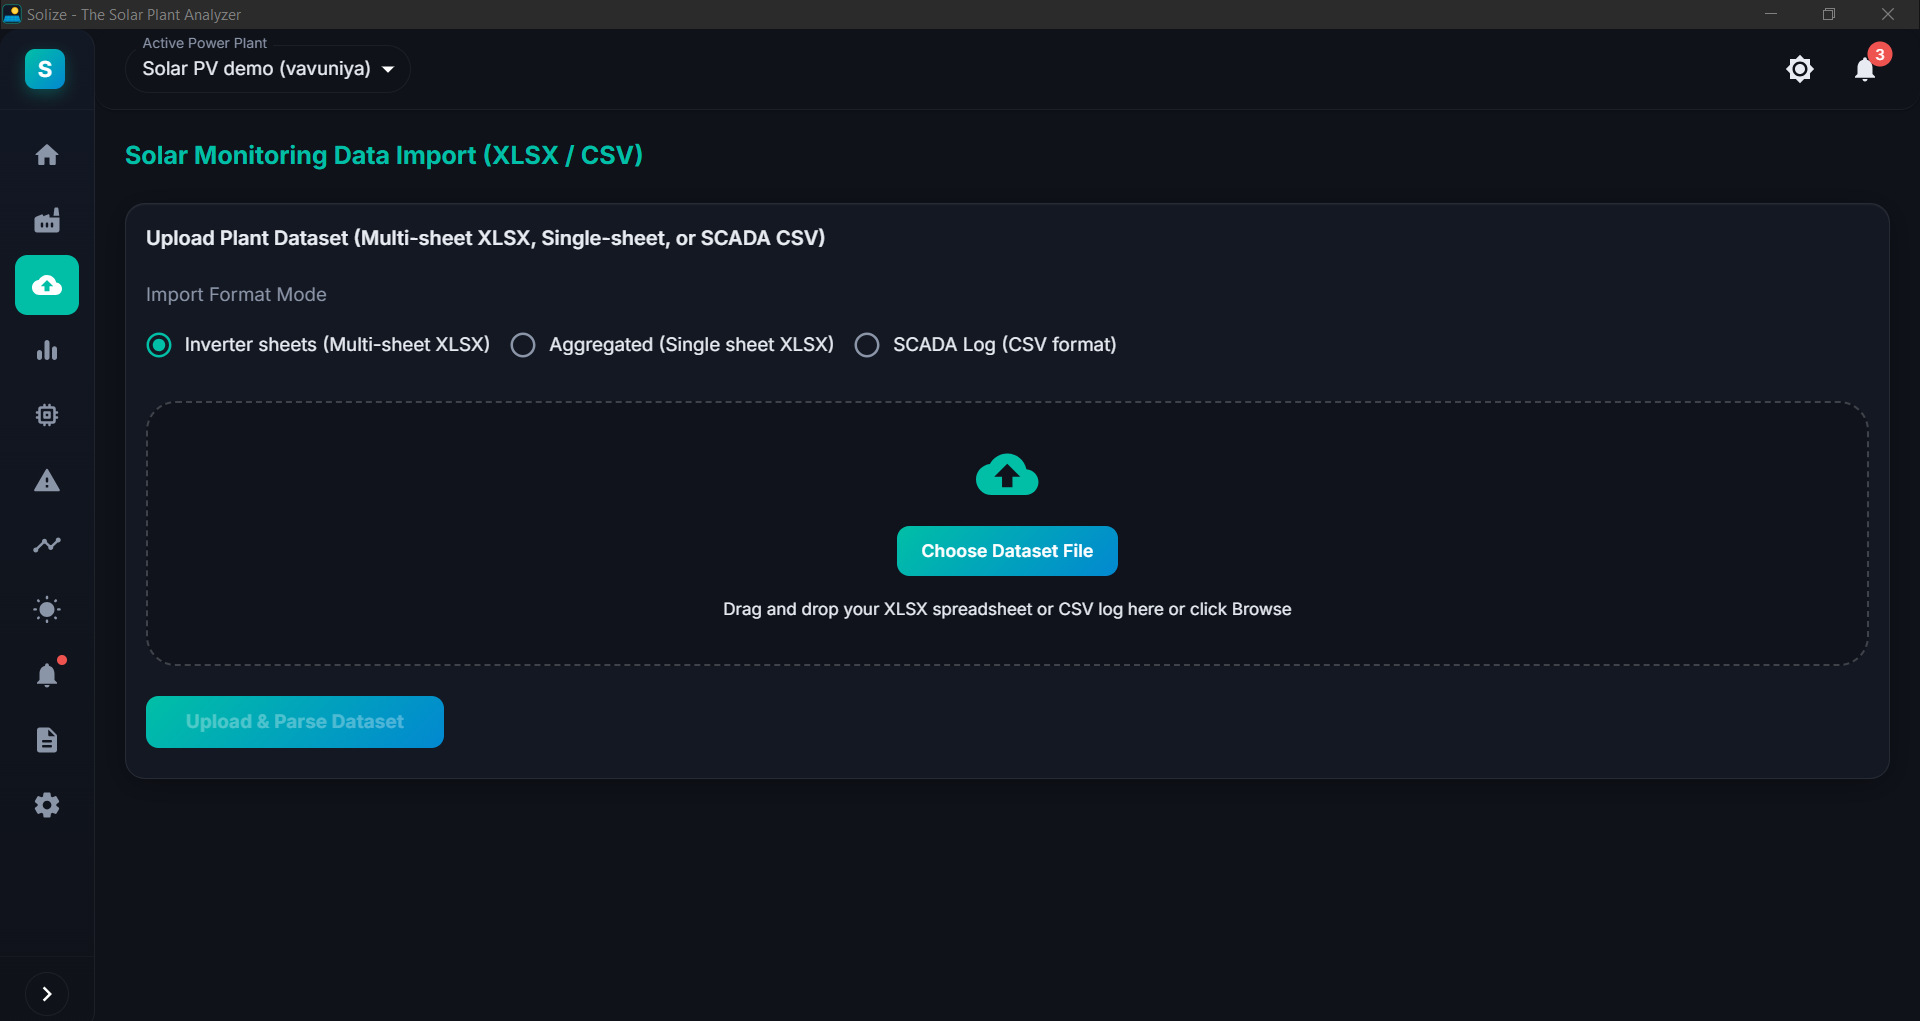 Solize - The Solar Plant Analyzer
S
Active Power Plant
Solar PV demo (vavuniya)
3
Solar Monitoring Data Import (XLSX / CSV)
Upload Plant Dataset (Multi-sheet XLSX, Single-sheet, or SCADA CSV)
Import Format Mode
Inverter sheets (Multi-sheet XLSX) Aggregated (Single sheet XLSX) SCADA Log (CSV format)
Choose Dataset File
Drag and drop your XLSX spreadsheet or CSV log here or click Browse
Upload & Parse Dataset